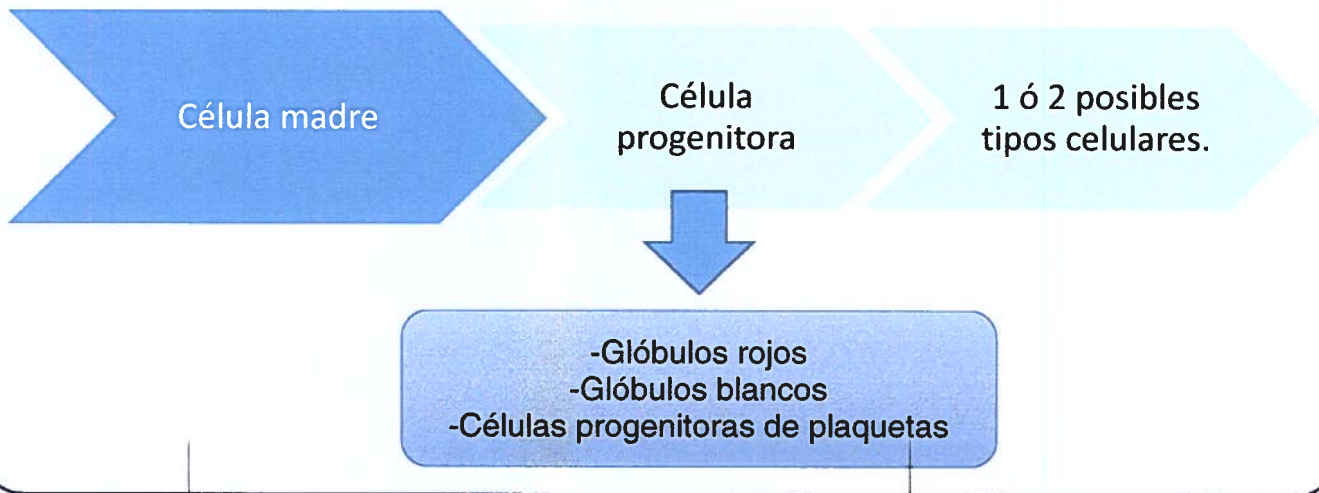 Célula madre
Célula
progenitora
1 ó 2 posibles
tipos celulares.
-Glóbulos rojos
-Glóbulos blancos
-Células progenitoras de plaquetas